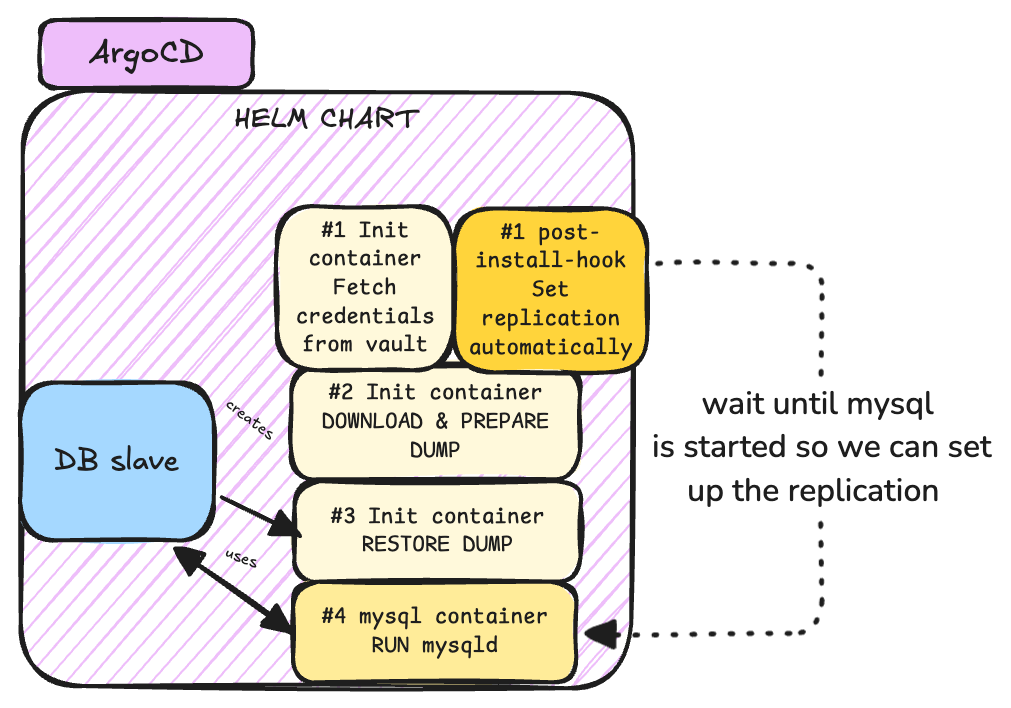 ArgoCD
HELM CHART
#1 Init
container
Fetch
credentials
from vault
#1 post-
install-hook
Set
replication
automatically
#2 Init container
DOWNLOAD & PREPARE
DUMP
creates
DB slave
#3 Init container
RESTORE DUMP
uses
#4 mysql container
RUN mysqld
wait until mysql
is started so we can set
up the replication